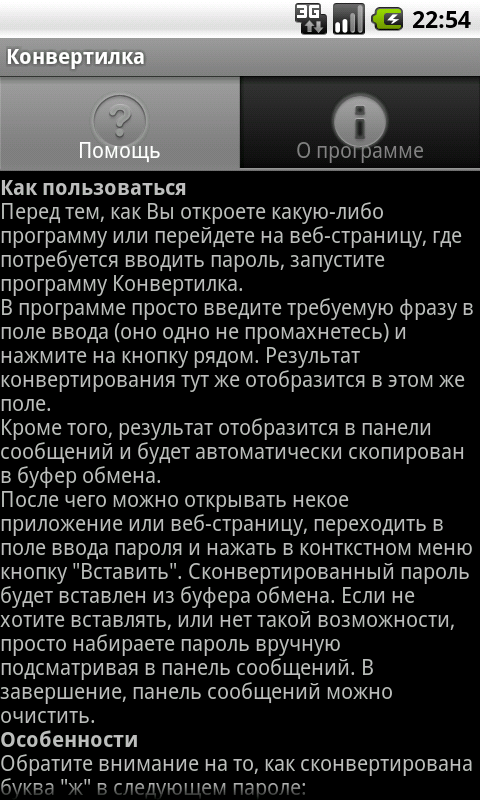 3G 22:54
Конвертилка
Помощь
О программе
Как пользоваться
Перед тем, как Вы откроете какую-либо
программу или перейдете на веб-страницу, где
потребуется вводить пароль, запустите
программу Конвертилка.
В программе просто введите требуемую фразу в
поле ввода (оно одно не промахнетесь) и
нажмите на кнопку рядом. Результат
конвертирования тут же отобразится в этом же
поле.
Кроме того, результат отобразится в панели
сообщений и будет автоматически скопирован
в буфер обмена.
После чего можно открывать некое
приложение или веб-страницу, переходить в
поле ввода пароля и нажать в конткстном меню
кнопку "Вставить". Сконвертированный пароль
будет вставлен из буфера обмена. Если не
хотите вставлять, или нет такой возможности,
просто набираете пароль вручную
подсматривая в панель сообщений. В
завершение, панель сообщений можно
очистить.
Особенности
Обратите внимание на то, как сконвертирована
буква "ж" в следующем пароле: